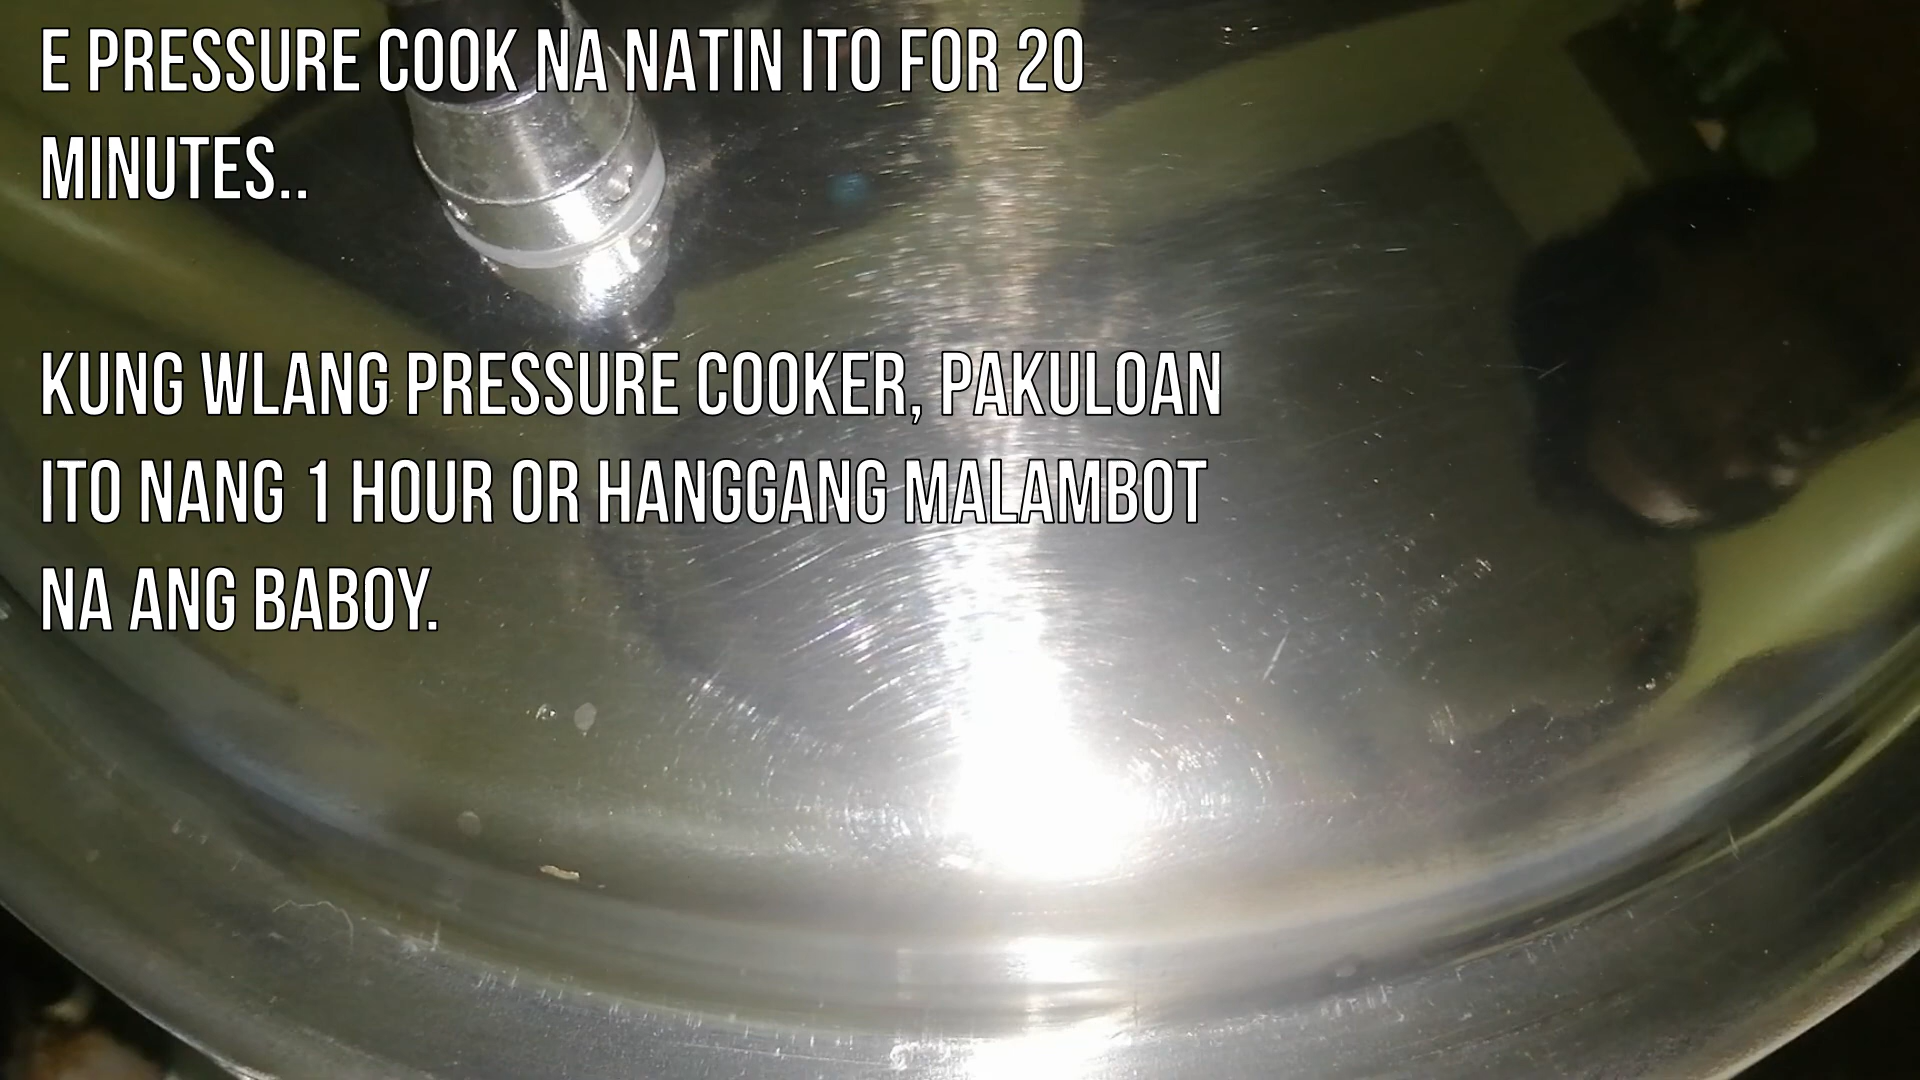 E PRESSURE COOK NA NATIN ITO FOR 20
MINUTES..
KUNG WLANG PRESSURE COOKER, PAKULOAN
ITO NANG 1 HOUR OR HANGGANG MALAMBOT
NA ANG BABOY.